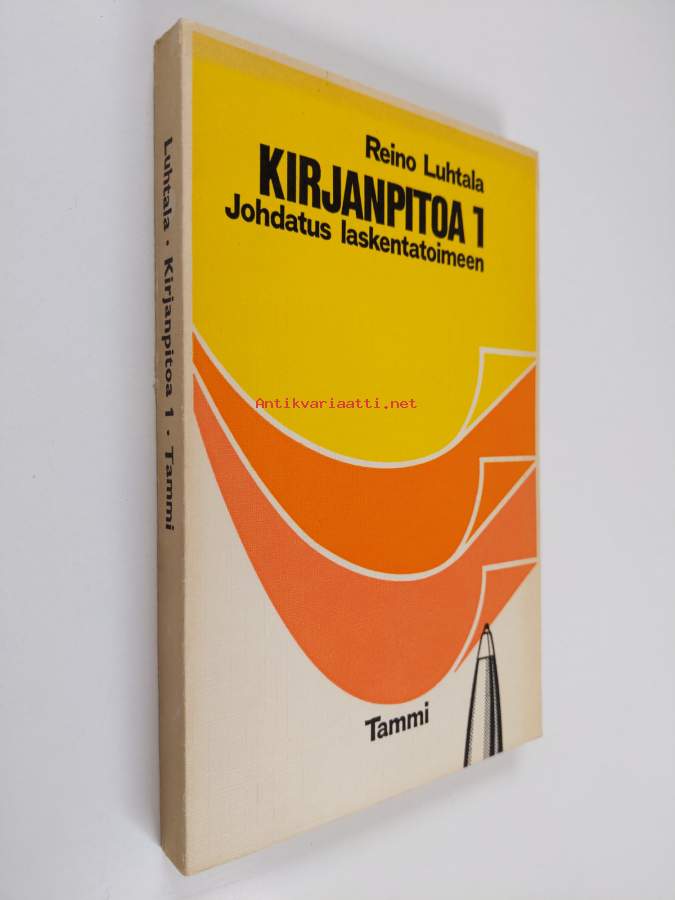 Reino Luhtala
KIRJANPITOA 1
Johdatus laskentatoimeen
Antikvariaatti.net
Tammi
Luhtala · Kirjanpitoa 1 · Tammi